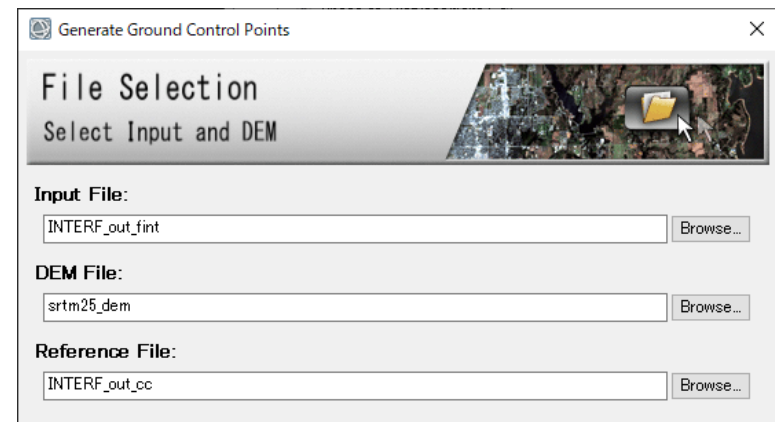 Generate Ground Control Points
File Selection
Select Input and DEM
Input File:
INTERF_out_fint
Browse...
DEM File:
srtm25_dem
Browse...
Reference File:
INTERF_out_cc
Browse...